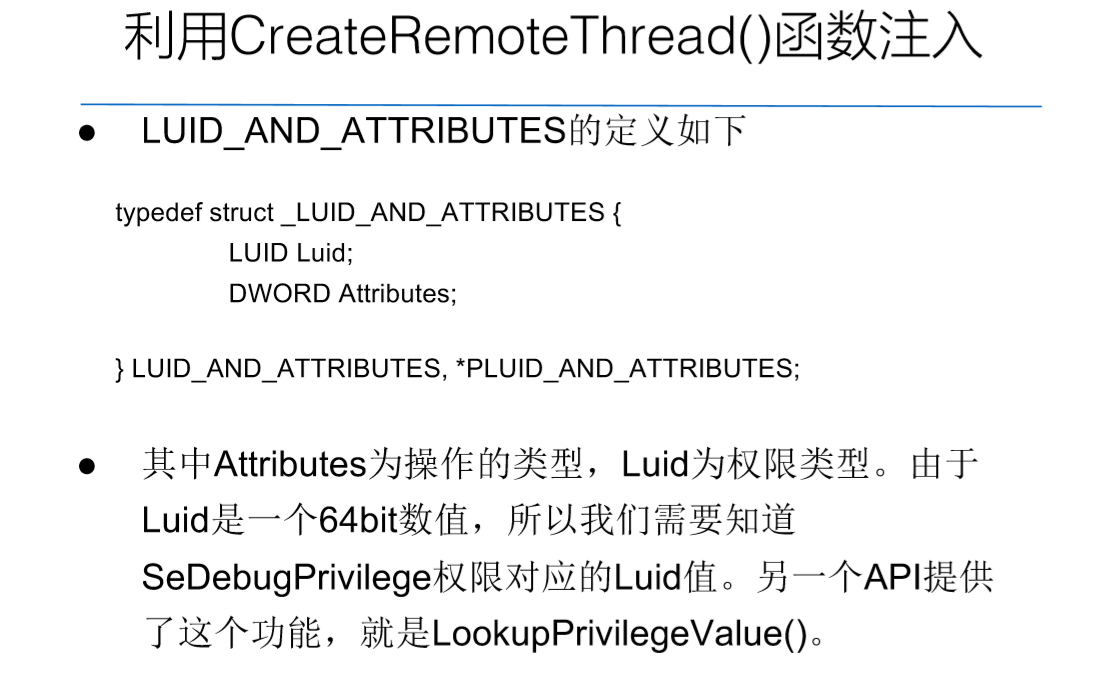 利用CreateRemoteThread()函数注入
● LUID_AND_ATTRIBUTES的定义如下
typedef struct _LUID_AND_ATTRIBUTES {
LUID Luid;
DWORD Attributes;
} LUID_AND_ATTRIBUTES, *PLUID_AND_ATTRIBUTES;
● 其中Attributes为操作的类型，Luid为权限类型。由于
Luid是一个64bit数值，所以我们需要知道
SeDebugPrivilege权限对应的Luid值。另一个API提供
了这个功能，就是LookupPrivilegeValue()。